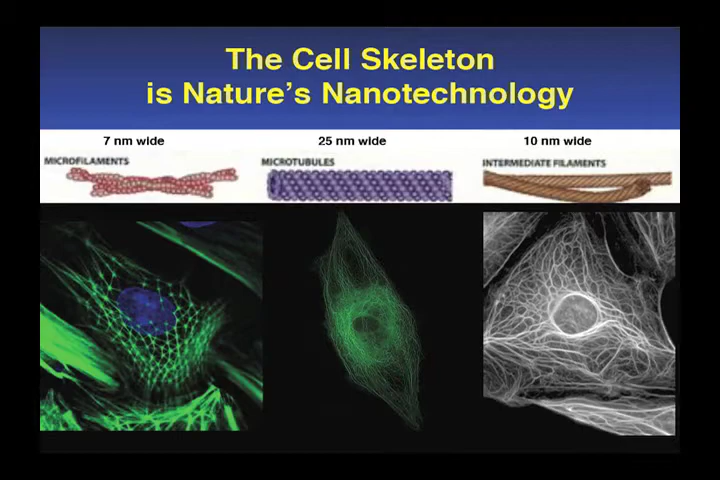 The Cell Skeleton
is Nature's Nanotechnology
7 nm wide
25 nm wide
10 nm wide
MICROFILAMENTS
MICROTUBULES
INTERMEDIATE FILAMENTS